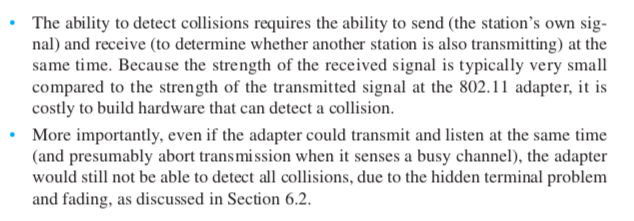 • The ability to detect collisions requires the ability to send (the station's own sig-
nal) and receive (to determine whether another station is also transmitting) at the
same time. Because the strength of the received signal is typically very small
compared to the strength of the transmitted signal at the 802.11 adapter, it is
costly to build hardware that can detect a collision.
• More importantly, even if the adapter could transmit and listen at the same time
(and presumably abort transmission when it senses a busy channel), the adapter
would still not be able to detect all collisions, due to the hidden terminal problem
and fading, as discussed in Section 6.2.